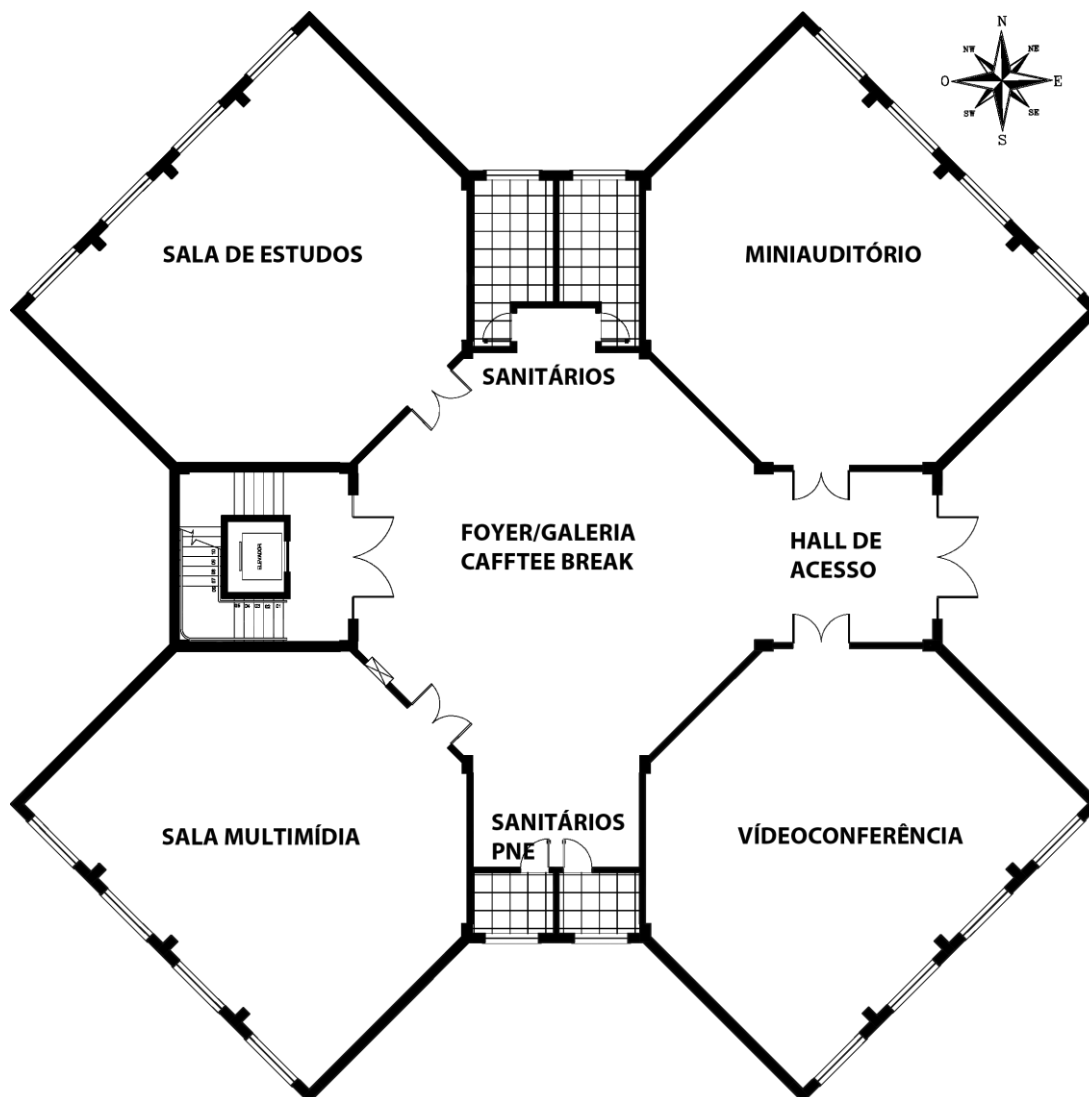 N
NW
NE
O
E
SW
SE
S
SALA DE ESTUDOS
MINIAUDITÓRIO
SANITÁRIOS
FOYER/GALERIA
CAFFTEE BREAK
HALL DE
ACESSO
ELEVADOR
SALA MULTIMÍDIA
SANITÁRIOS
PNE
VÍDEOCONFERÊNCIA